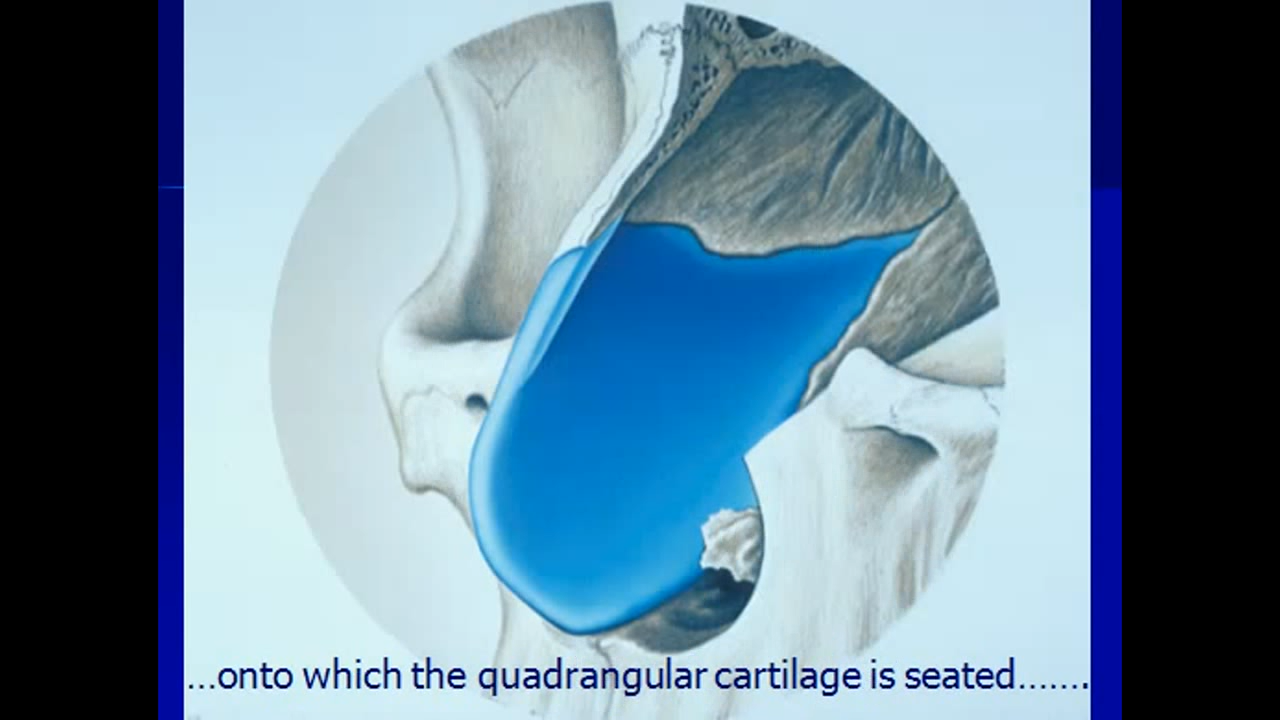 ...onto which the quadrangular cartilage is seated.......